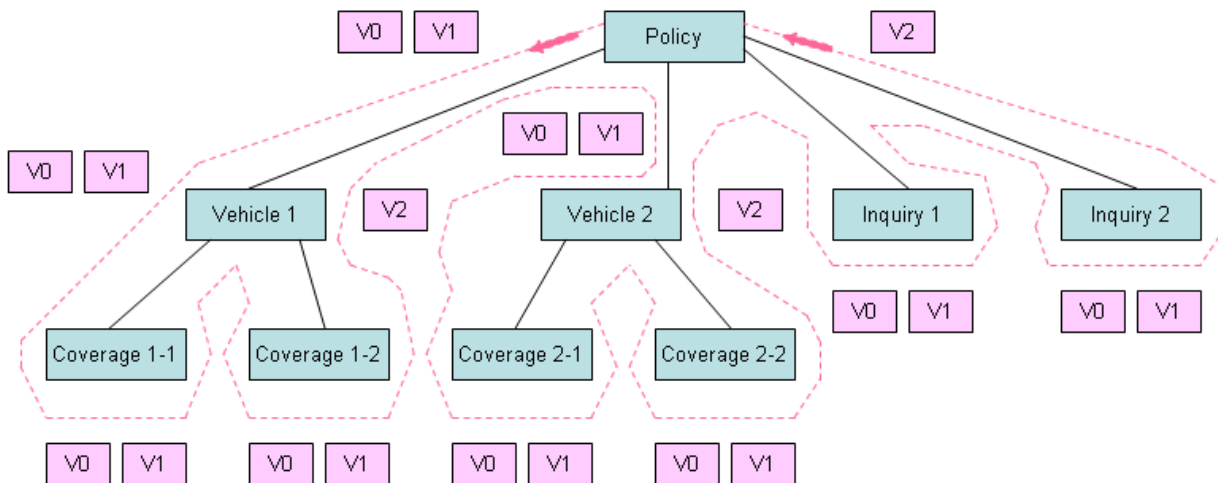 V0 V1
Policy
V2
V0 V1
V0 V1
Vehicle 1
V2
Vehicle 2
V2
Inquiry 1
Inquiry 2
V0 V1
V0 V1
Coverage 1-1
Coverage 1-2
Coverage 2-1
Coverage 2-2
V0 V1
V0 V1
V0 V1
V0 V1